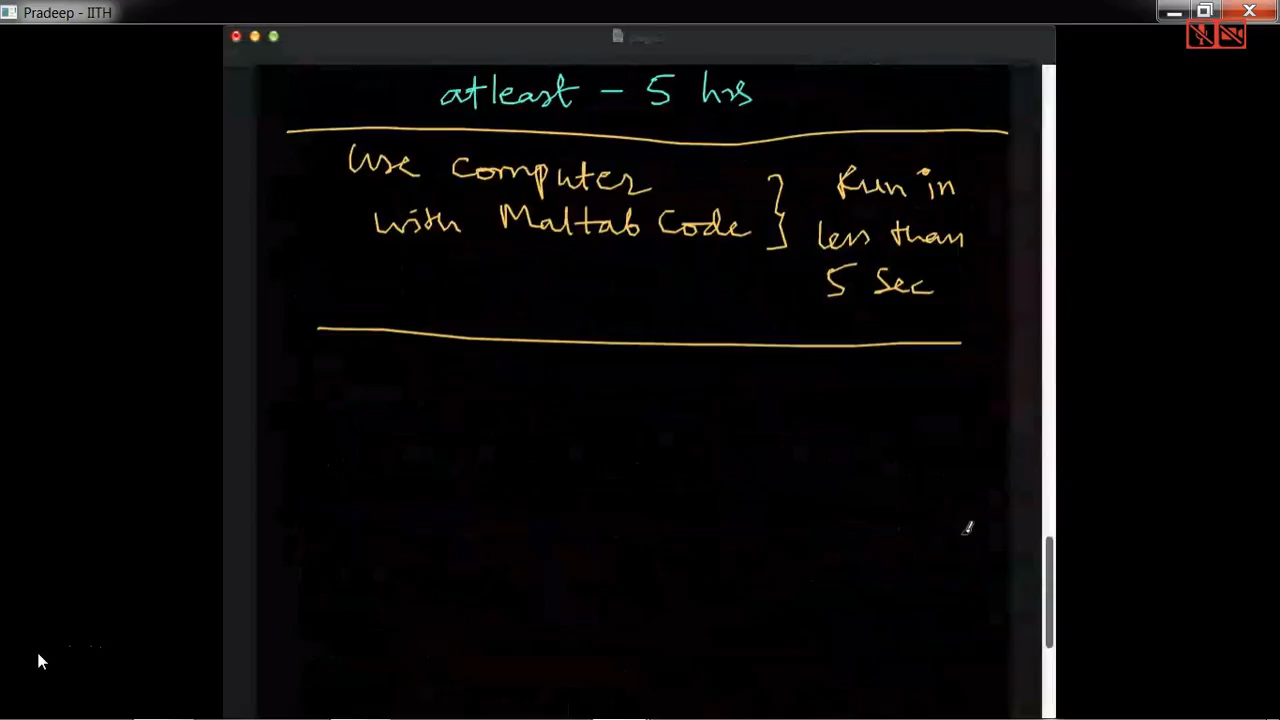 Pradeep - IITH
atleast - 5 hrs
Use Computer
with Maltab Code } Run in
less than
5 Sec